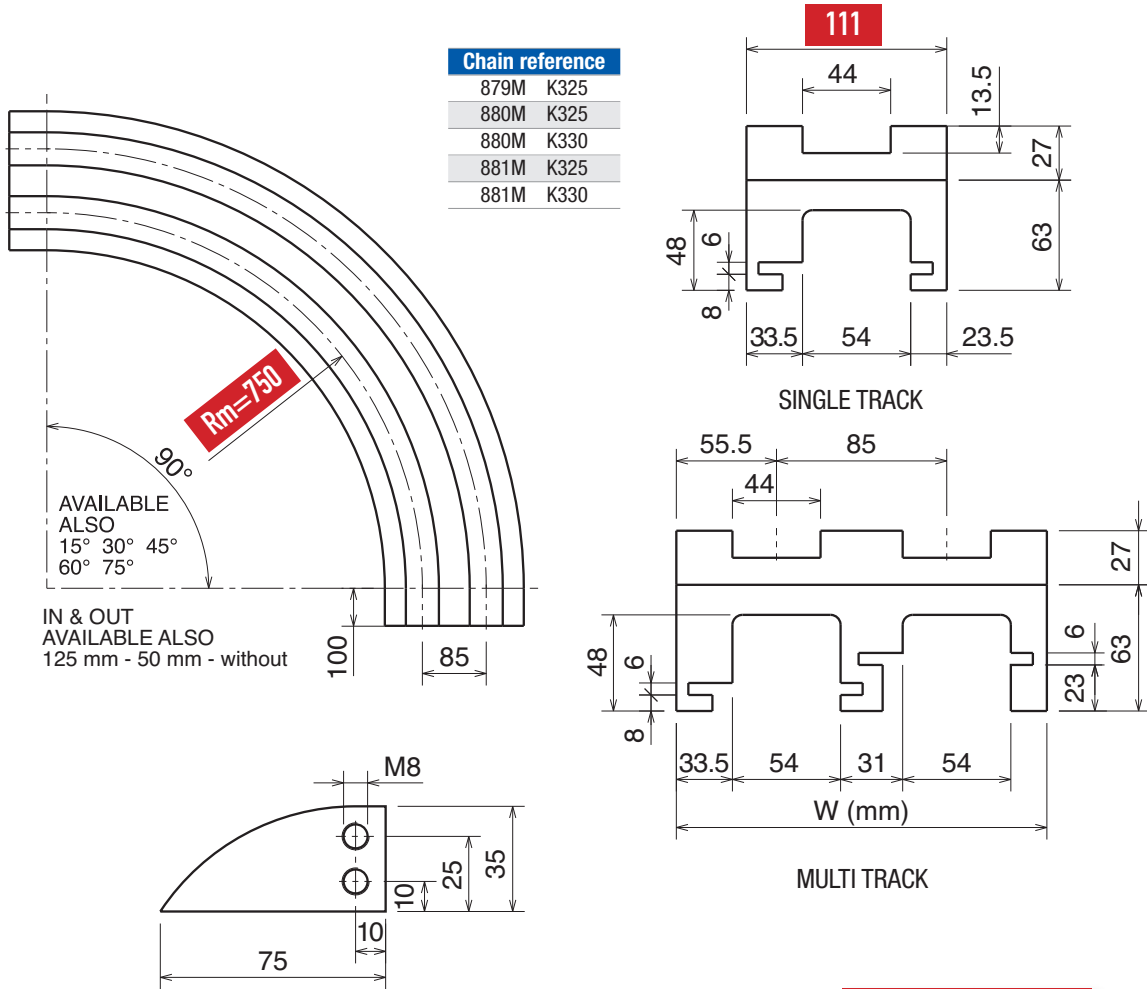 Chain reference
879M K325
880M K325
880M K330
881M K325
881M K330
Rm=750
90°
AVAILABLE
ALSO
15° 30° 45°
60° 75°
IN & OUT
AVAILABLE ALSO
125 mm - 50 mm - without
100
85
111
44
13.5
27
63
48
6
8
33.5
54
23.5
SINGLE TRACK
55.5
85
44
27
63
48
6
8
6
23
33.5
54
31
54
W (mm)
MULTI TRACK
M8
35
25
10
10
75